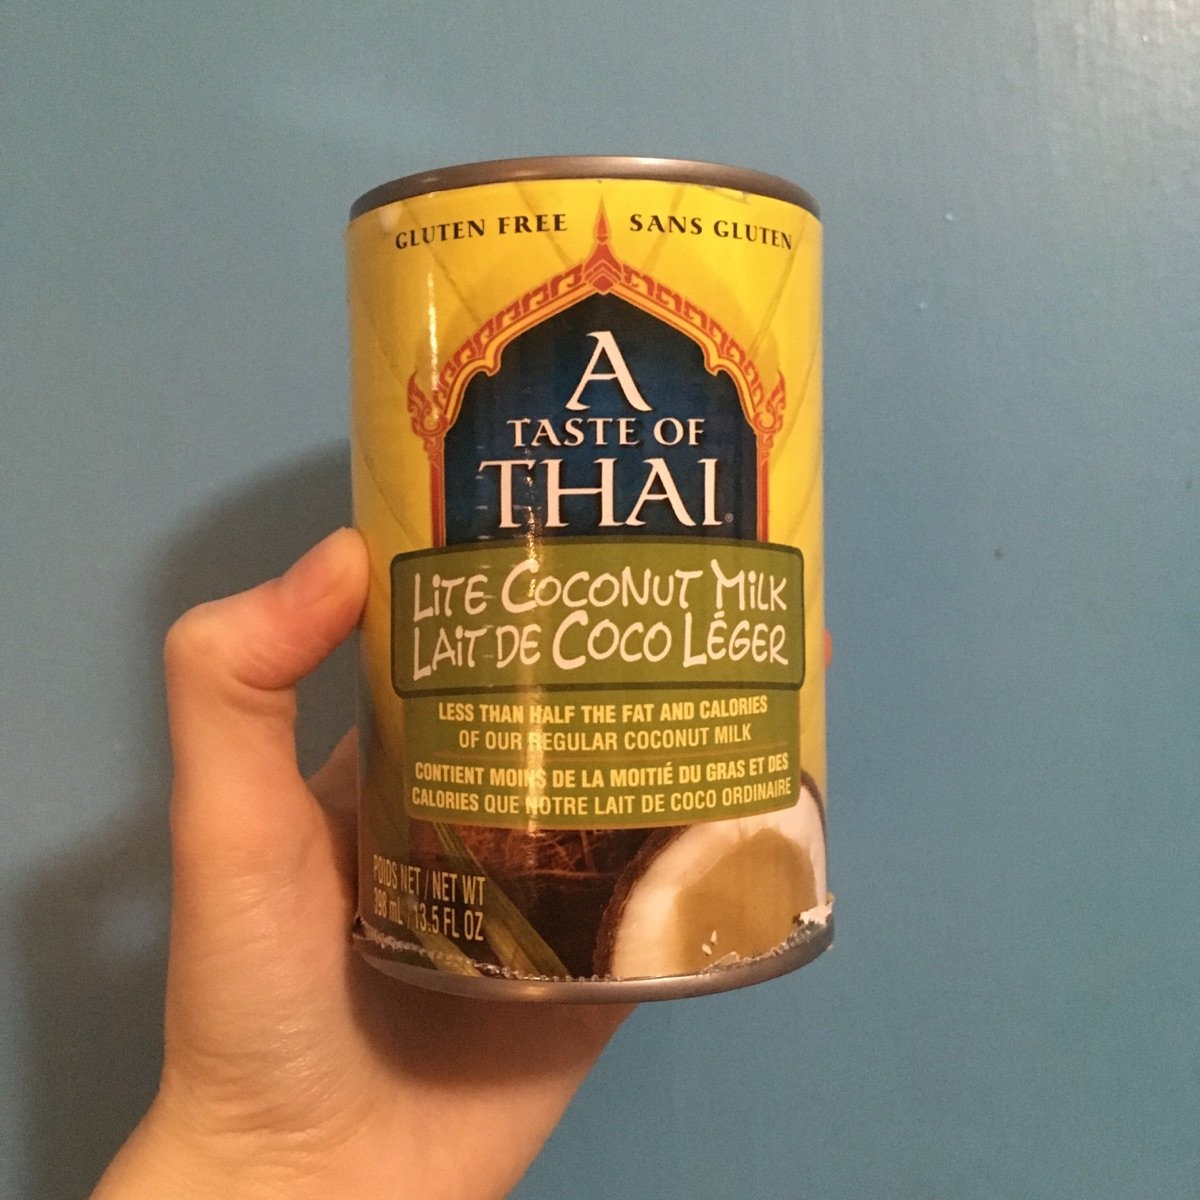 GLUTEN FREE SANS GLUTEN
A
TASTE OF
THAI
LiTE COCONUT MiLK
LAiT DE COCO LÉGER
LESS THAN HALF THE FAT AND CALORIES
OF OUR REGULAR COCONUT MILK
CONTIENT MOINS DE LA MOITIÉ DU GRAS ET DES
CALORIES QUE NOTRE LAIT DE COCO ORDINAIRE
POIDS NET / NET WT
398 mL / 13.5 FL OZ